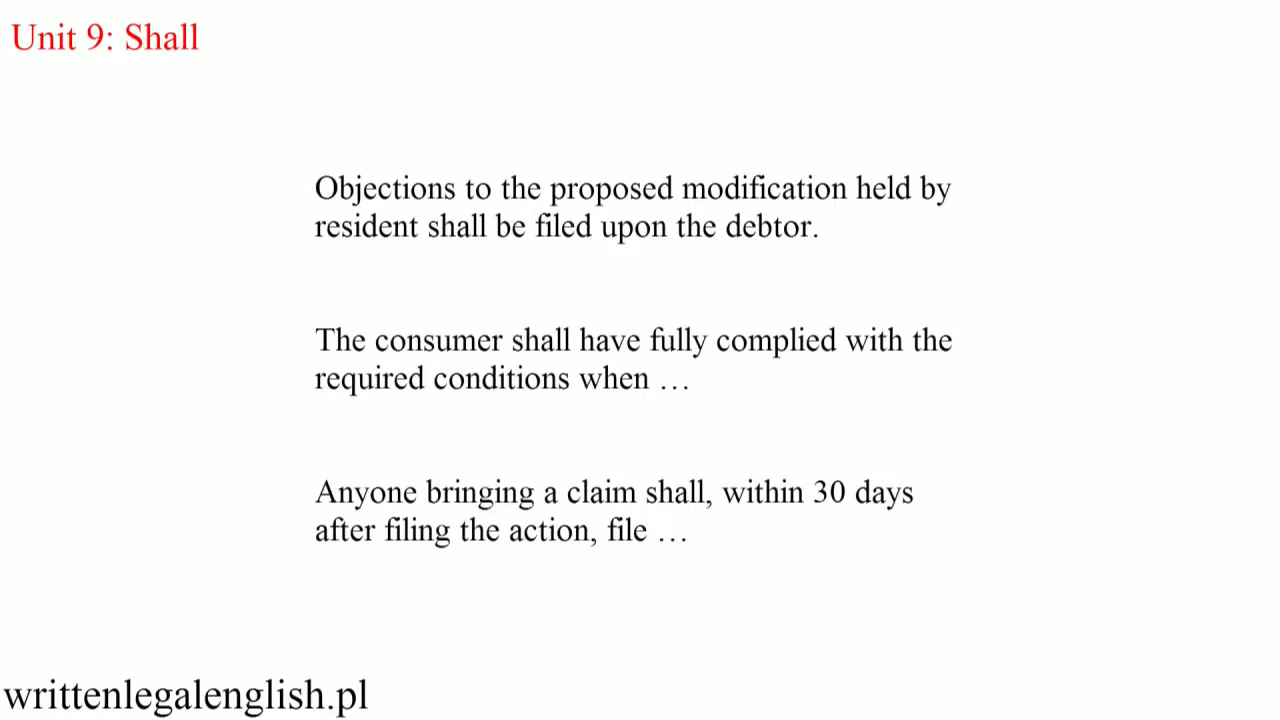 Unit 9: Shall
Objections to the proposed modification held by
resident shall be filed upon the debtor.
The consumer shall have fully complied with the
required conditions when …
Anyone bringing a claim shall, within 30 days
after filing the action, file …
writtenlegalenglish.pl